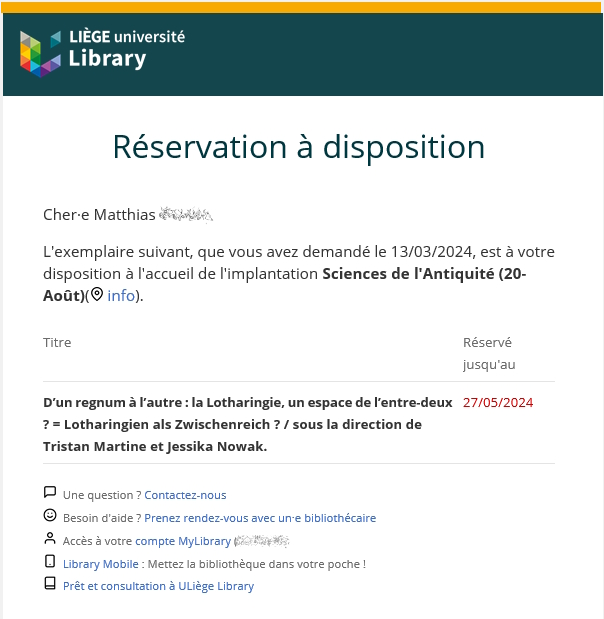 LIÈGE université
Library
Réservation à disposition
Cher·e Matthias
L'exemplaire suivant, que vous avez demandé le 13/03/2024, est à votre
disposition à l'accueil de l'implantation Sciences de l'Antiquité (20-
Août)( info).
Titre
Réservé
jusqu'au
D’un regnum à l’autre : la Lotharingie, un espace de l’entre-deux
? = Lotharingien als Zwischenreich ? / sous la direction de
Tristan Martine et Jessika Nowak.
27/05/2024
Une question ? Contactez-nous
Besoin d'aide ? Prenez rendez-vous avec un·e bibliothécaire
Accès à votre compte MyLibrary (
Library Mobile : Mettez la bibliothèque dans votre poche !
Prêt et consultation à ULiège Library